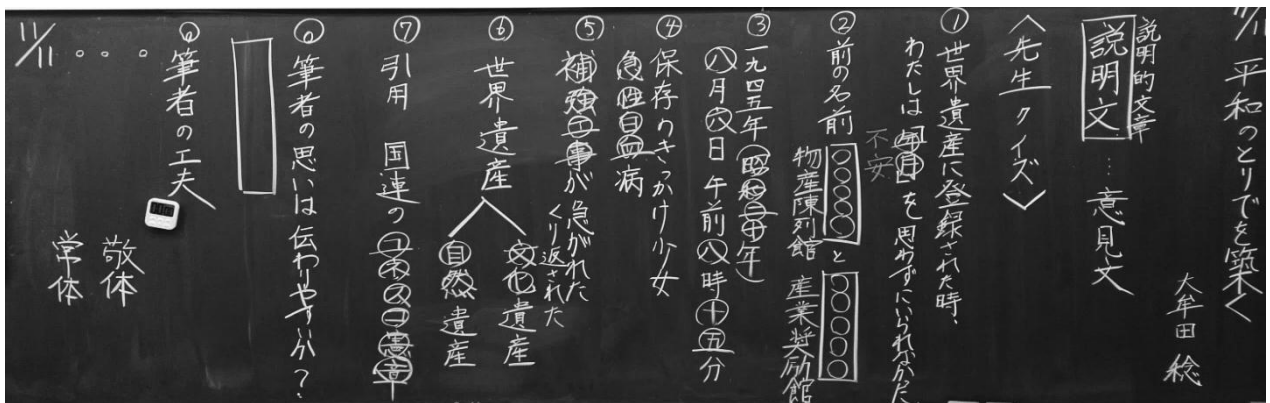 11/11 平和のとりでを築く
大牟田 稔
説明的文章
説明文…意見文
〈先生クイズ〉
① 世界遺産に登録された時、
わたしは を思わずにいられなかった
不安
② 前の名前 ○○○○○と○○○○○
物産陳列館 産業奨励館
③ 一九四五年(昭和二十年)
八月六日 午前八時十五分
④ 保存のきっかけ少女
急性白血病
⑤ 補強工事が急がれた
くり返された
⑥ 世界遺産
文化遺産
自然遺産
⑦ 引用 国連のユネスコ憲章
筆者の思いは伝わりやすいか?
筆者の工夫
敬体
常体
。。。
11/11